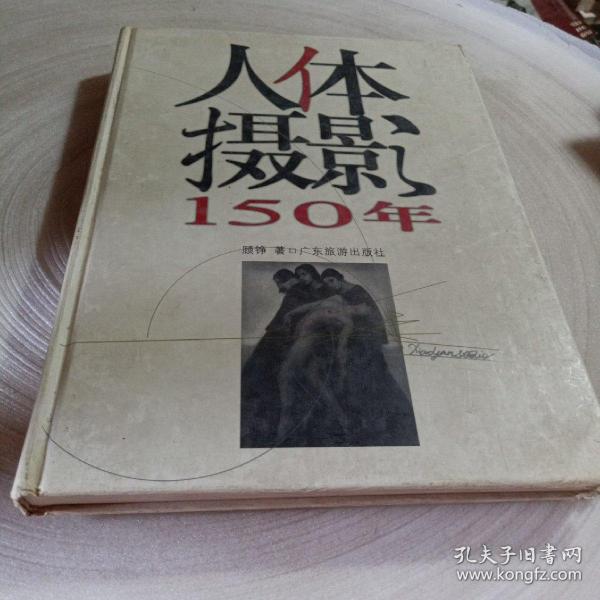 人体
摄影
150年
顾铮 著□广东旅游出版社
孔夫子旧书网
www.kongfz.com